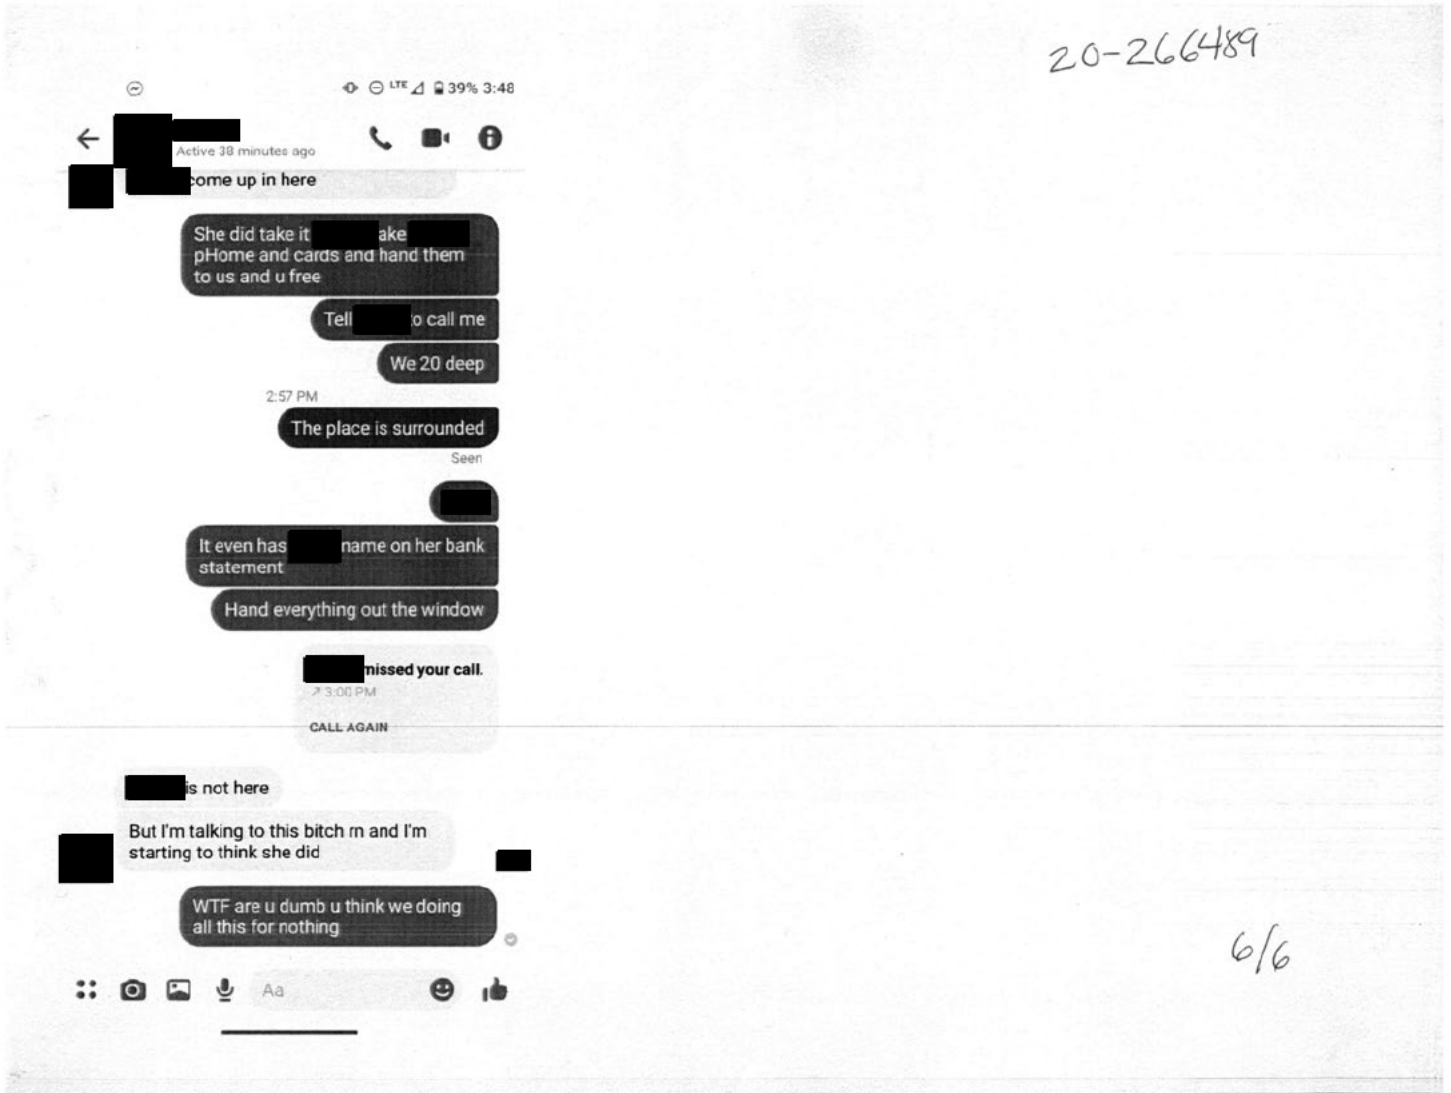 20-266489
LTE 39% 3:48
Active 38 minutes ago
come up in here
She did take it ake
pHome and cards and hand them
to us and u free
Tell o call me
We 20 deep
2:57 PM
The place is surrounded
Seen
It even has name on her bank
statement
Hand everything out the window
missed your call.
3:00 PM
CALL AGAIN
is not here
But I'm talking to this bitch rn and I'm
starting to think she did
WTF are u dumb u think we doing
all this for nothing
Aa
6/6